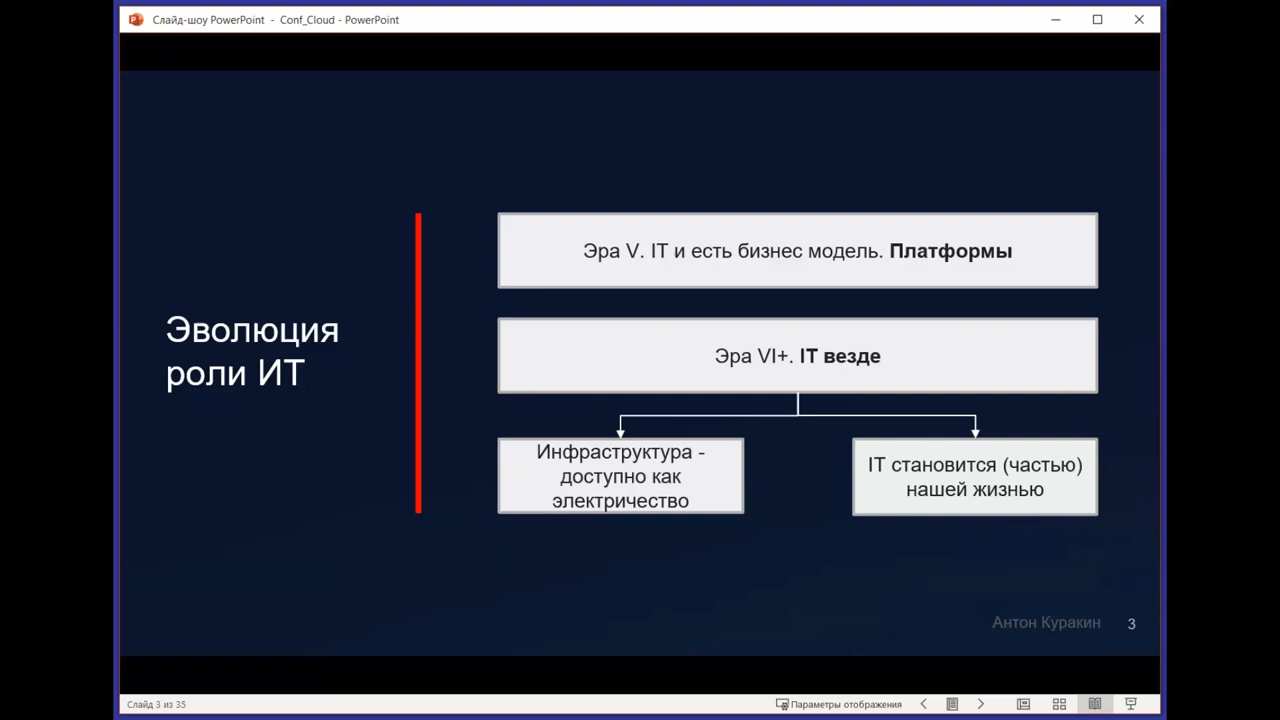 Слайд-шоу PowerPoint - Conf_Cloud - PowerPoint
Эволюция
роли ИТ
Эра V. IT и есть бизнес модель. Платформы
Эра VI+. IT везде
Инфраструктура -
доступно как
электричество
IT становится (частью)
нашей жизнью
Антон Куракин
3
Слайд 3 из 35
Параметры отображения